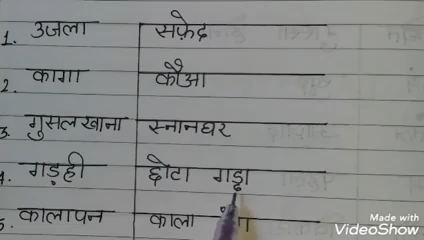 1. उजला सफ़ेद
2. कागा कौआ
3. गुसलखाना स्नानघर
4. गड़ही छोटा गड्ढा
5. कालापन काला
Made with
VideoShow